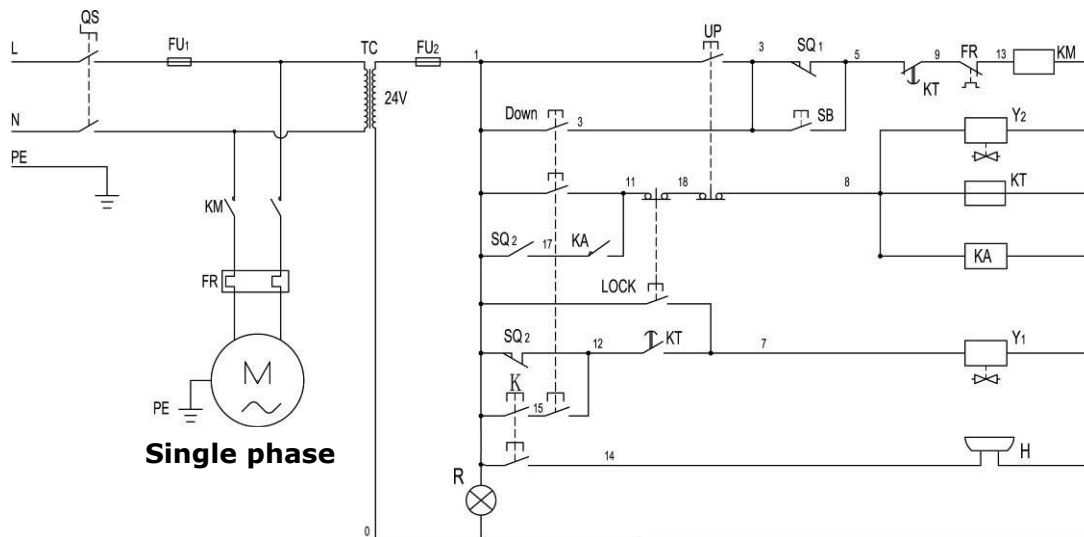 QS
UP
L
FU1
TC
FU2
1
3
SQ1
5
9
FR
13
KM
24V
KT
Down
3
SB
Y2
N
PE
11
18
8
KT
KM
SQ2
17
KA
KA
FR
LOCK
SQ2
12
KT
7
Y1
M
K
15
PE
Single phase
14
H
R
0